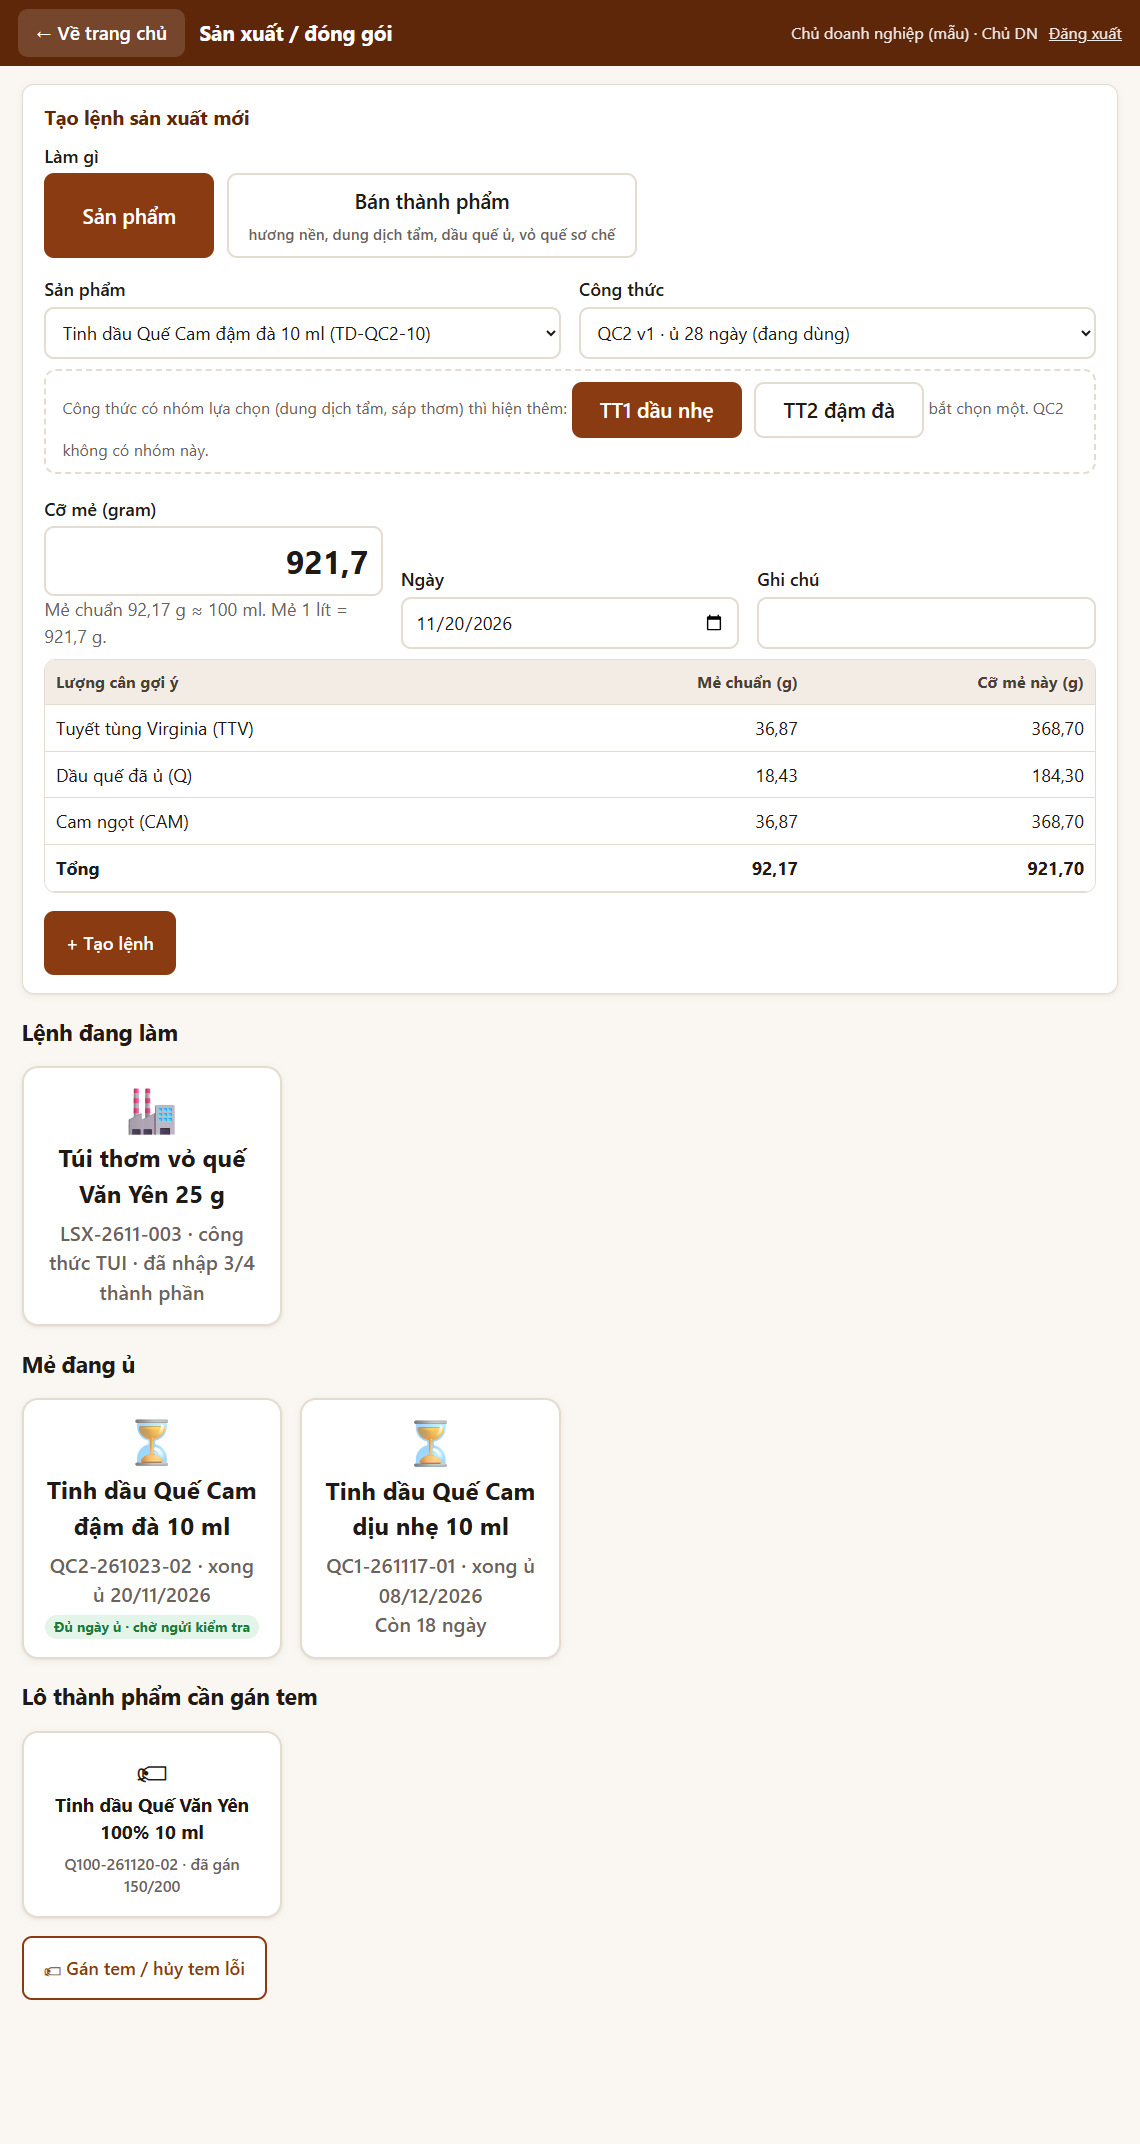 ← Về trang chủ
Sản xuất / đóng gói
Chủ doanh nghiệp (mẫu) · Chủ DN Đăng xuất
Tạo lệnh sản xuất mới
Làm gì
Sản phẩm
Bán thành phẩm
hương nền, dung dịch tẩm, dầu quế ủ, vỏ quế sơ chế
Sản phẩm
Công thức
Tinh dầu Quế Cam đậm đà 10 ml (TD-QC2-10)
QC2 v1 · ủ 28 ngày (đang dùng)
Công thức có nhóm lựa chọn (dung dịch tẩm, sáp thơm) thì hiện thêm: TT1 dầu nhẹ TT2 đậm đà bắt chọn một. QC2
không có nhóm này.
Cỡ mẻ (gram)
921,7
Mẻ chuẩn 92,17 g ≈ 100 ml. Mẻ 1 lít =
921,7 g.
Ngày
11/20/2026
Ghi chú
Lượng cân gợi ý Mẻ chuẩn (g) Cỡ mẻ này (g)
Tuyết tùng Virginia (TTV) 36,87 368,70
Dầu quế đã ủ (Q) 18,43 184,30
Cam ngọt (CAM) 36,87 368,70
Tổng 92,17 921,70
+ Tạo lệnh
Lệnh đang làm
Túi thơm vỏ quế
Văn Yên 25 g
LSX-2611-003 · công
thức TUI · đã nhập 3/4
thành phần
Mẻ đang ủ
Tinh dầu Quế Cam
đậm đà 10 ml
QC2-261023-02 · xong
ủ 20/11/2026
Đủ ngày ủ · chờ ngửi kiểm tra
Tinh dầu Quế Cam
dịu nhẹ 10 ml
QC1-261117-01 · xong ủ
08/12/2026
Còn 18 ngày
Lô thành phẩm cần gán tem
Tinh dầu Quế Văn Yên
100% 10 ml
Q100-261120-02 · đã gán
150/200
Gán tem / hủy tem lỗi